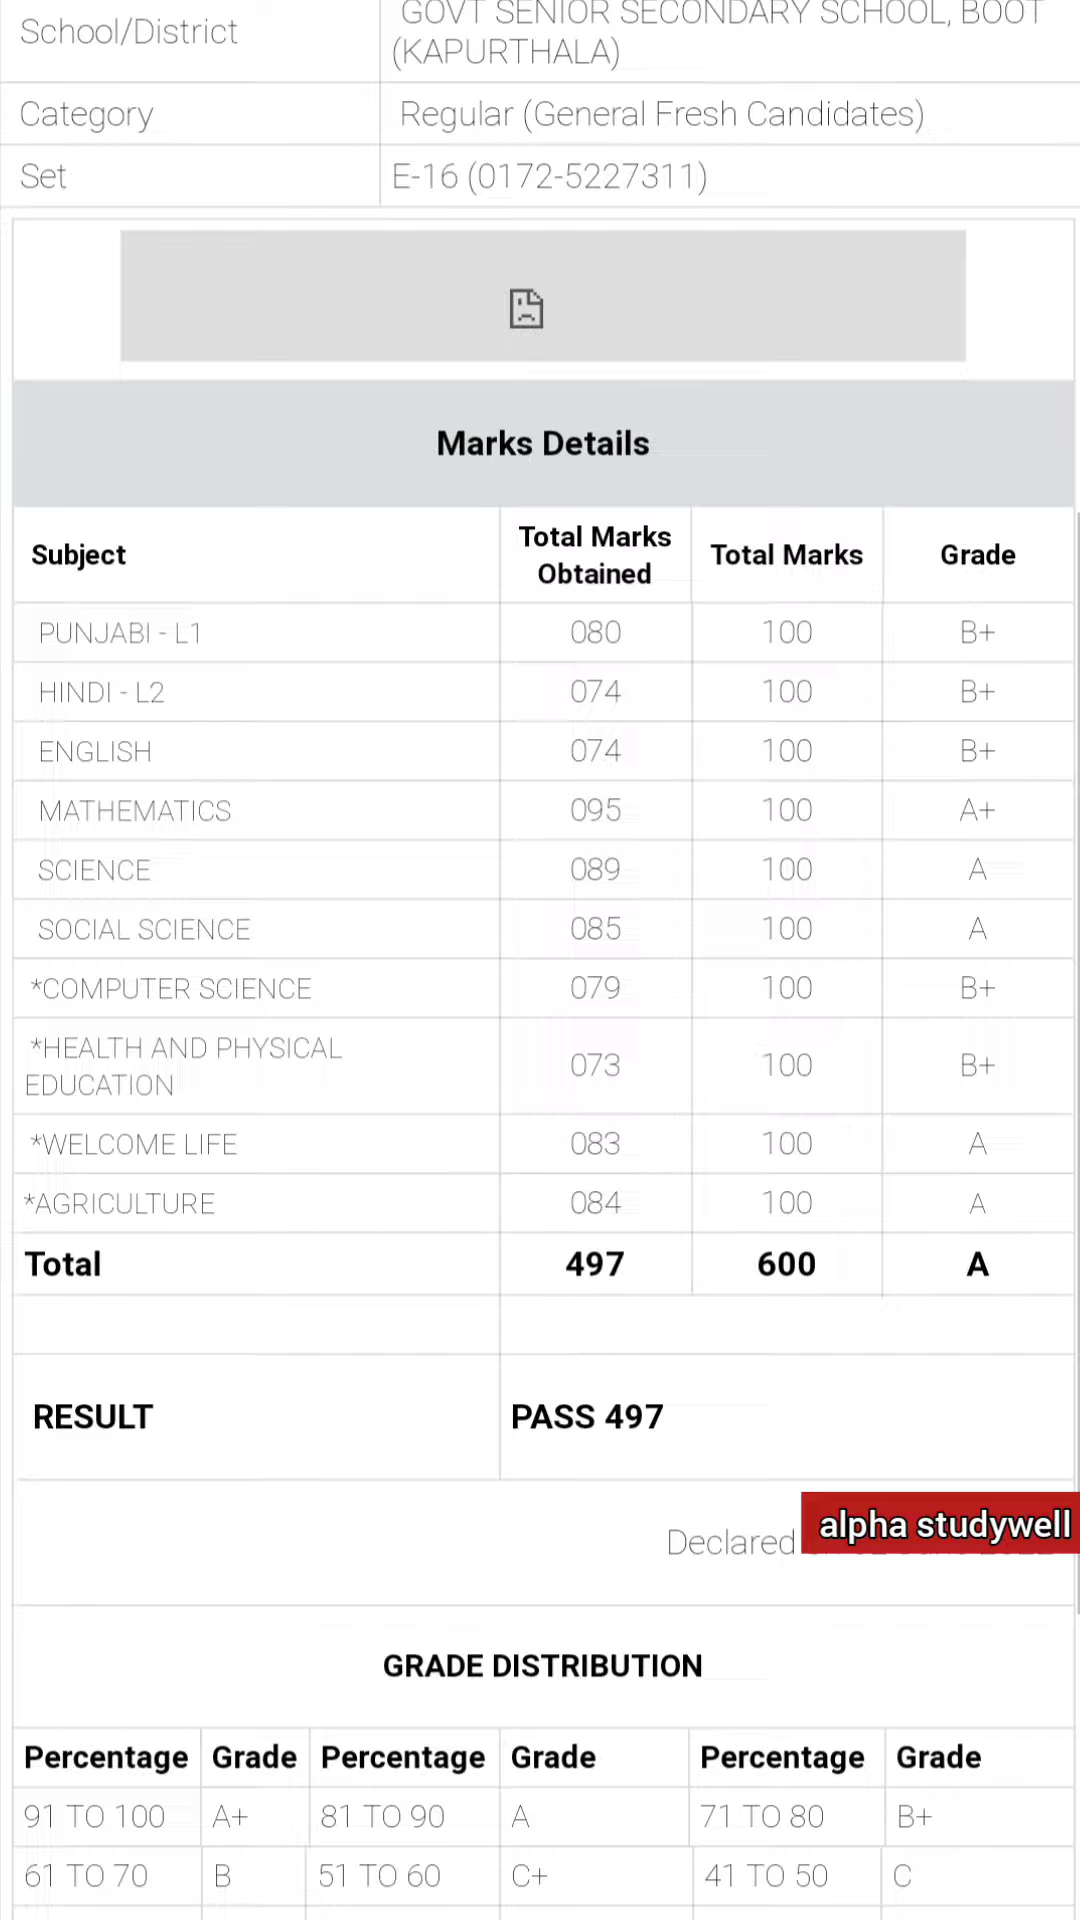 School/District GOVT SENIOR SECONDARY SCHOOL, BOOT
(KAPURTHALA)
Category Regular (General Fresh Candidates)
Set E-16 (0172-5227311)
Marks Details
Subject Total Marks Obtained Total Marks Grade
PUNJABI - L1 080 100 B+
HINDI - L2 074 100 B+
ENGLISH 074 100 B+
MATHEMATICS 095 100 A+
SCIENCE 089 100 A
SOCIAL SCIENCE 085 100 A
*COMPUTER SCIENCE 079 100 B+
*HEALTH AND PHYSICAL EDUCATION 073 100 B+
*WELCOME LIFE 083 100 A
*AGRICULTURE 084 100 A
Total 497 600 A
RESULT PASS 497
alpha studywell
Declared
GRADE DISTRIBUTION
Percentage Grade Percentage Grade Percentage Grade
91 TO 100 A+ 81 TO 90 A 71 TO 80 B+
61 TO 70 B 51 TO 60 C+ 41 TO 50 C